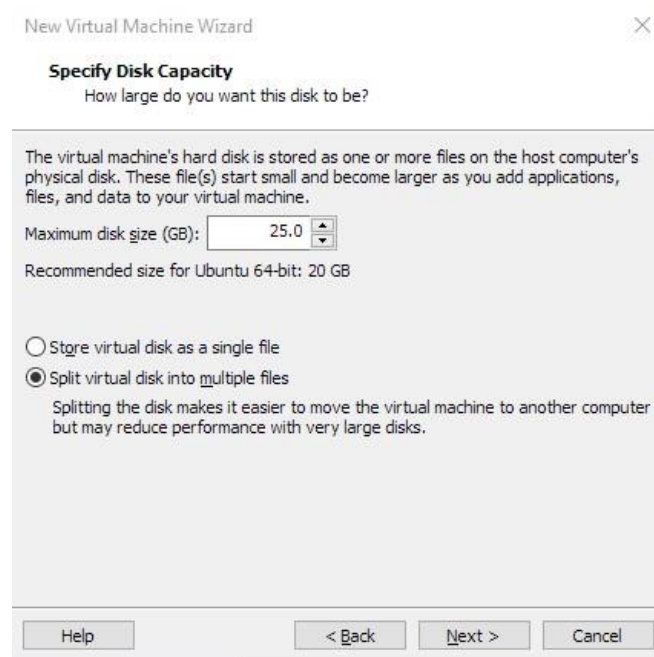 New Virtual Machine Wizard
Specify Disk Capacity
How large do you want this disk to be?
The virtual machine's hard disk is stored as one or more files on the host computer's
physical disk. These file(s) start small and become larger as you add applications,
files, and data to your virtual machine.
Maximum disk size (GB): 25.0
Recommended size for Ubuntu 64-bit: 20 GB
Store virtual disk as a single file
Split virtual disk into multiple files
Splitting the disk makes it easier to move the virtual machine to another computer
but may reduce performance with very large disks.
Help < Back Next > Cancel